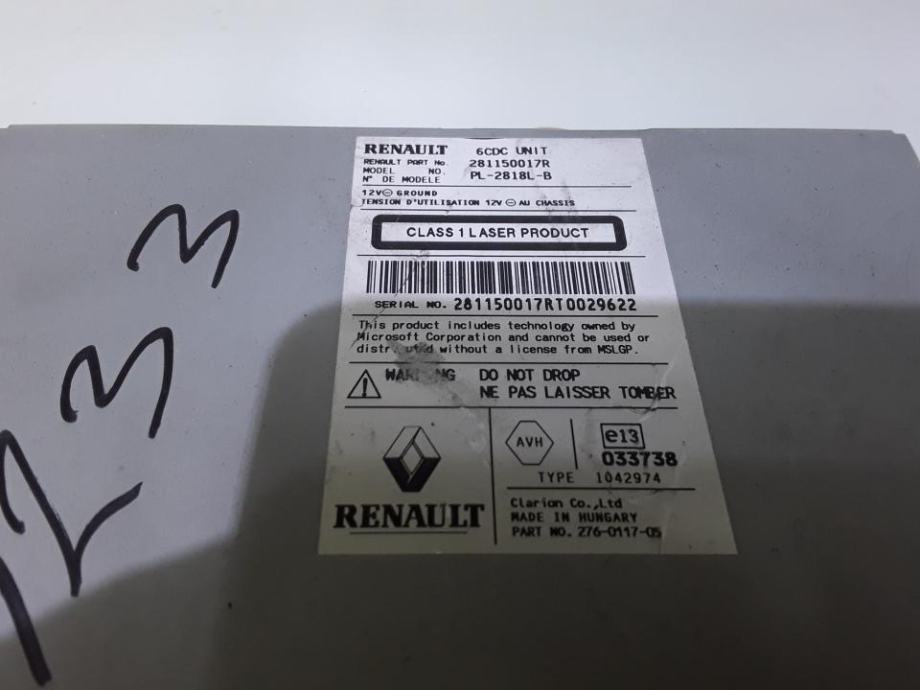 RENAULT 6CDC UNIT
RENAULT PART No. 281150017R
MODEL NO. PL-2818L-B
N° DE MODELE
12V⊖ GROUND
TENSION D'UTILISATION 12V ⊖ AU CHASSIS
CLASS 1 LASER PRODUCT
SERIAL NO. 281150017RT0029622
This product includes technology owned by
Microsoft Corporation and cannot be used or
distributed without a license from MSLGP.
WARNING DO NOT DROP
NE PAS LAISSER TOMBER
AVH
e13
033738
TYPE 1042974
RENAULT
Clarion Co.,Ltd
MADE IN HUNGARY
PART NO. 276-0117-05
1233